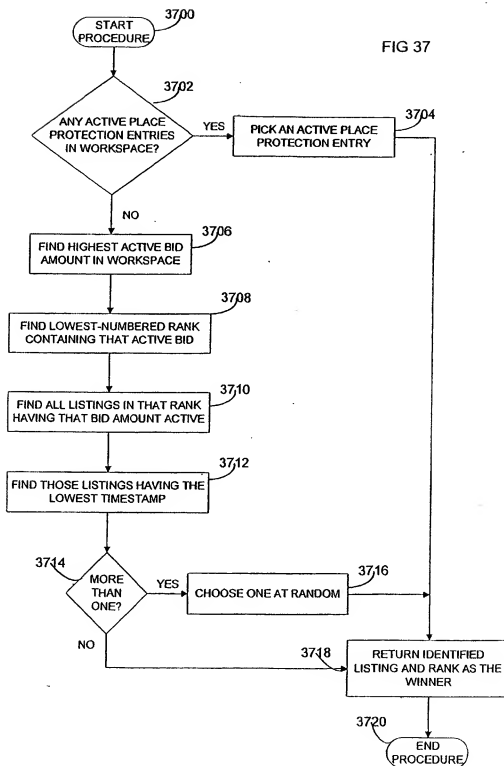 3700
START
PROCEDURE
FIG 37
3702
ANY ACTIVE PLACE
PROTECTION ENTRIES
IN WORKSPACE?
YES
3704
PICK AN ACTIVE PLACE
PROTECTION ENTRY
NO
3706
FIND HIGHEST ACTIVE BID
AMOUNT IN WORKSPACE
3708
FIND LOWEST-NUMBERED RANK
CONTAINING THAT ACTIVE BID
3710
FIND ALL LISTINGS IN THAT RANK
HAVING THAT BID AMOUNT ACTIVE
3712
FIND THOSE LISTINGS HAVING THE
LOWEST TIMESTAMP
3714
MORE
THAN
ONE?
YES
3716
CHOOSE ONE AT RANDOM
NO
3718
RETURN IDENTIFIED
LISTING AND RANK AS THE
WINNER
3720
END
PROCEDURE